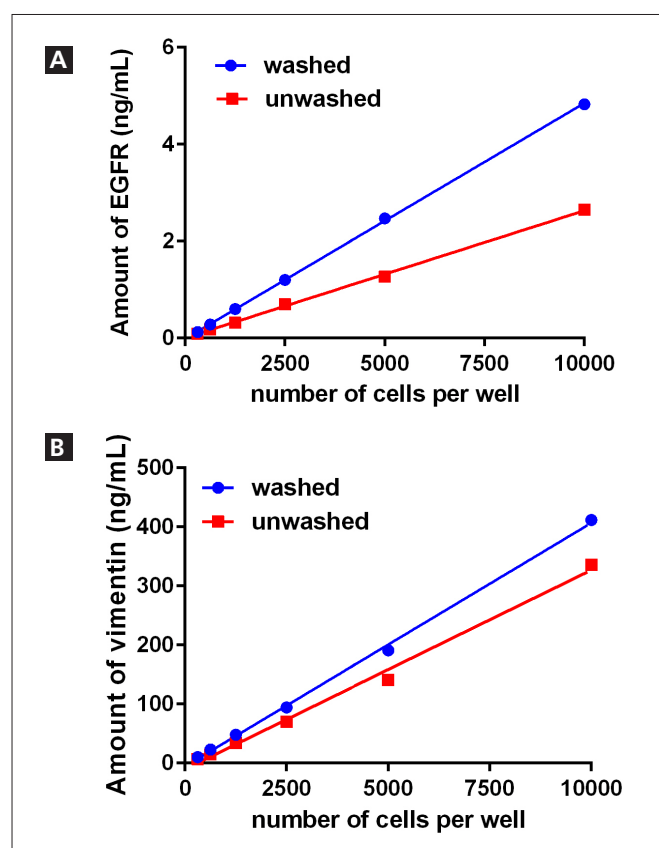 A
Amount of EGFR (ng/mL)
6
4
2
0
washed
unwashed
0 2500 5000 7500 10000
number of cells per well
B
Amount of vimentin (ng/mL)
500
400
300
200
100
0
washed
unwashed
0 2500 5000 7500 10000
number of cells per well